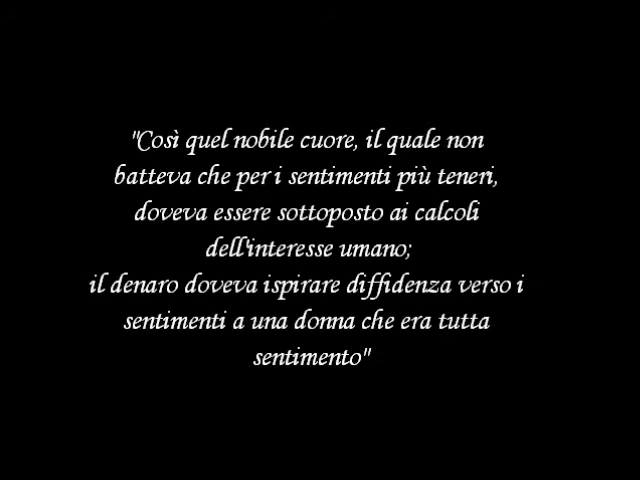 "Così quel nobile cuore, il quale non
batteva che per i sentimenti più teneri,
doveva essere sottoposto ai calcoli
dell'interesse umano;
il denaro doveva ispirare diffidenza verso i
sentimenti a una donna che era tutta
sentimento"